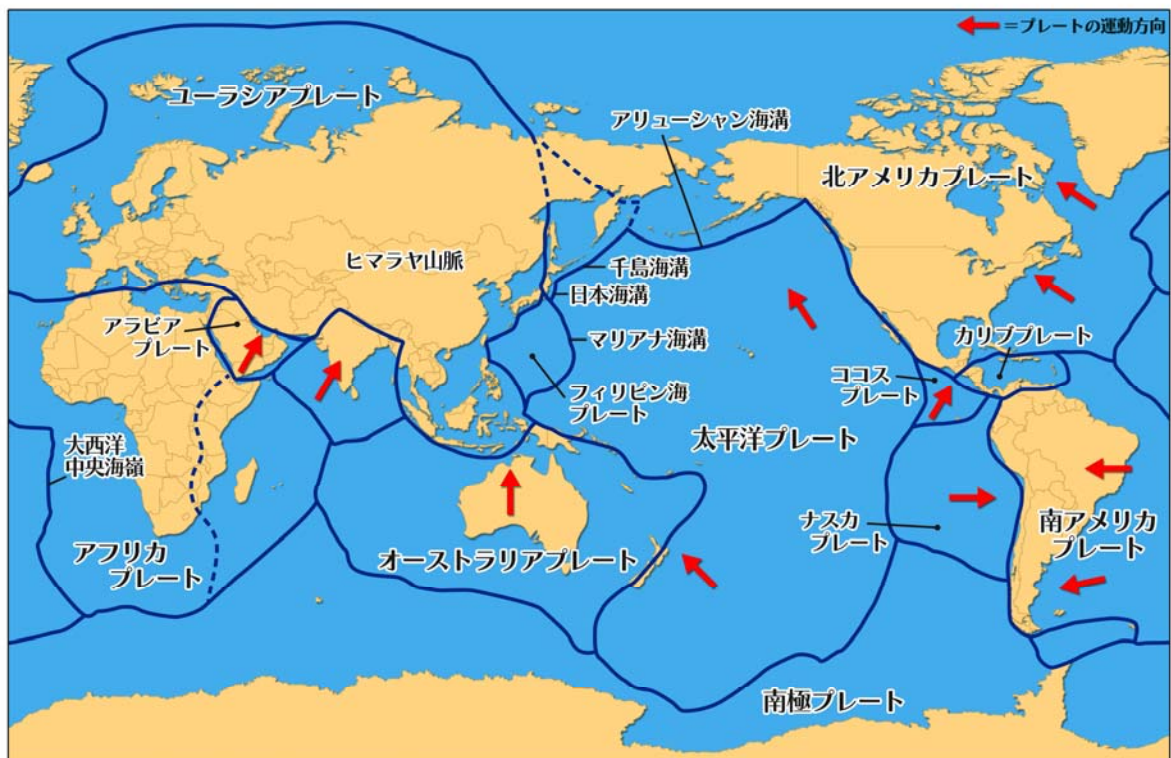 =プレートの運動方向
ユーラシアプレート
アリューシャン海溝
北アメリカプレート
ヒマラヤ山脈
千島海溝
日本海溝
アラビア
プレート
マリアナ海溝
カリブプレート
フィリピン海
プレート
ココス
プレート
太平洋プレート
大西洋
中央海嶺
ナスカ
プレート
南アメリカ
プレート
アフリカ
プレート
オーストラリアプレート
南極プレート